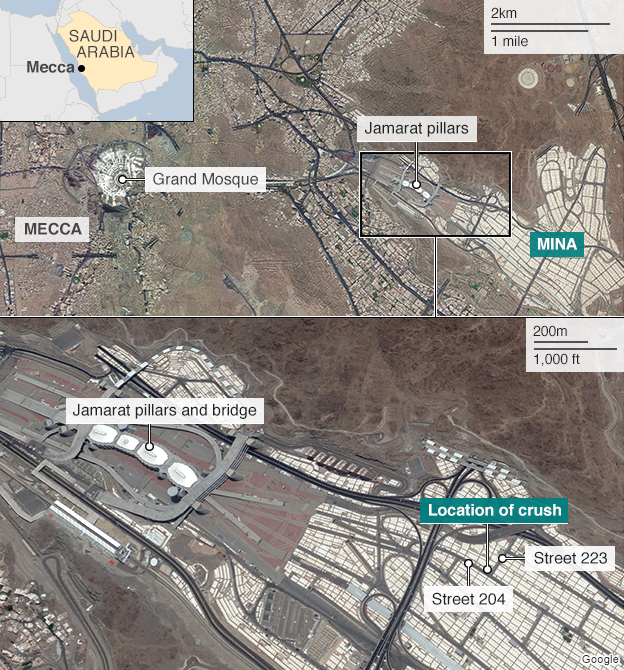 SAUDI
ARABIA
Mecca
2km
1 mile
Jamarat pillars
Grand Mosque
MECCA
MINA
200m
1,000 ft
Jamarat pillars and bridge
Location of crush
Street 223
Street 204
Google